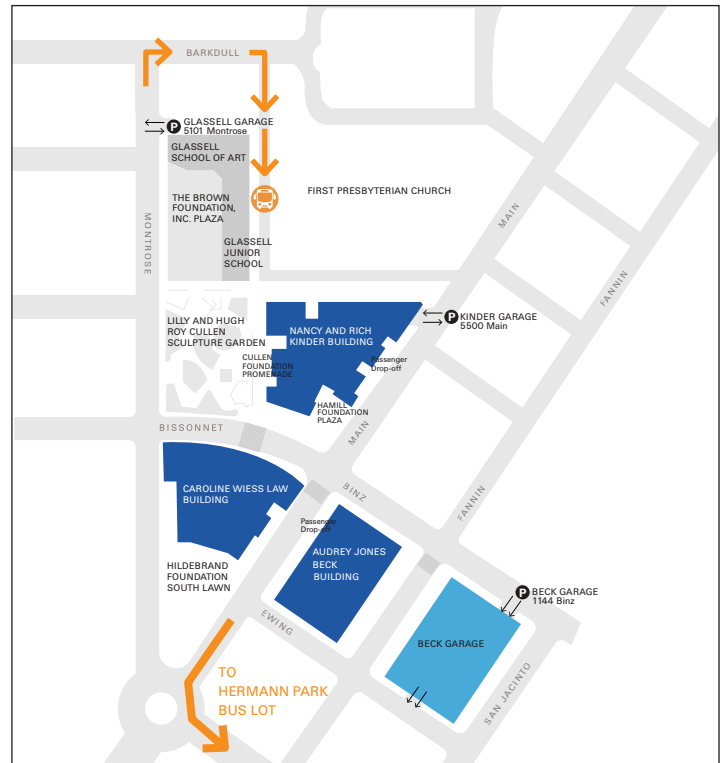 BARKDULL
P GLASSELL GARAGE
5101 Montrose
GLASSELL
SCHOOL OF ART
THE BROWN
FOUNDATION,
INC. PLAZA
FIRST PRESBYTERIAN CHURCH
MONTROSE
GLASSELL
JUNIOR
SCHOOL
MAIN
FANNIN
LILLY AND HUGH
ROY CULLEN
SCULPTURE GARDEN
NANCY AND RICH
KINDER BUILDING
P KINDER GARAGE
5500 Main
CULLEN
FOUNDATION
PROMENADE
Passenger
Drop-off
HAMILL
FOUNDATION
PLAZA
MAIN
BISSONNET
CAROLINE WIESS LAW
BUILDING
BINZ
FANNIN
Passenger
Drop-off
AUDREY JONES
BECK
BUILDING
HILDEBRAND
FOUNDATION
SOUTH LAWN
P BECK GARAGE
1144 Binz
EWING
BECK GARAGE
SAN JACINTO
TO
HERMANN PARK
BUS LOT